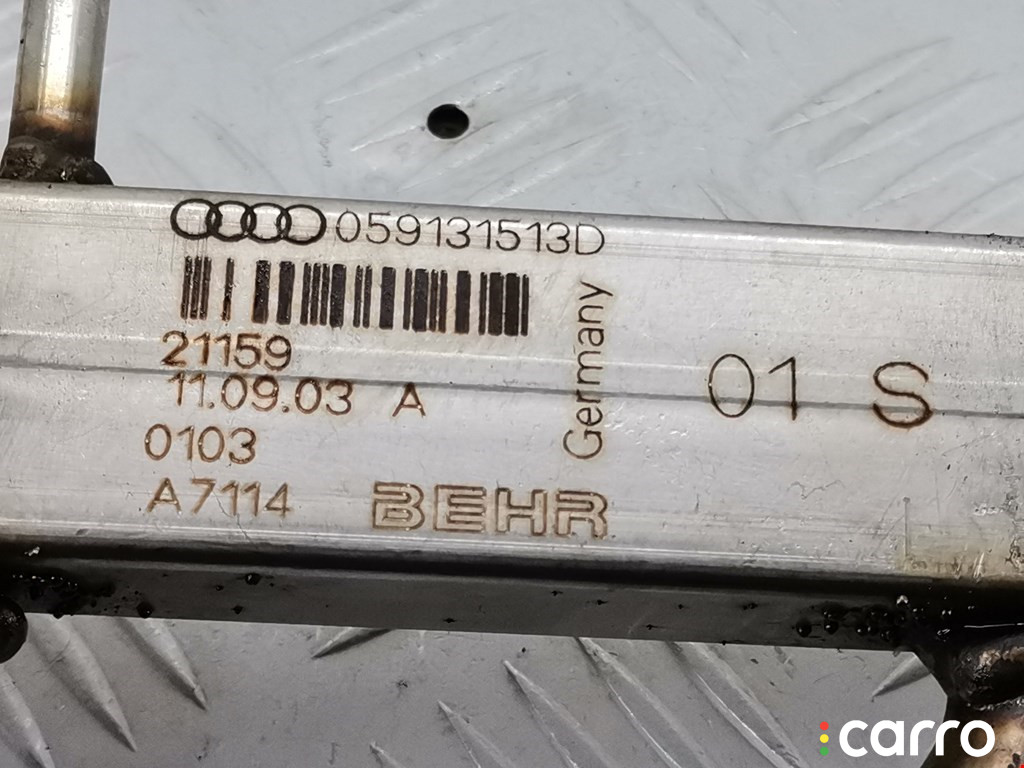 059131513D
21159
11.09.03 A
0103
A7114
BEHR
Germany
01 S
carro